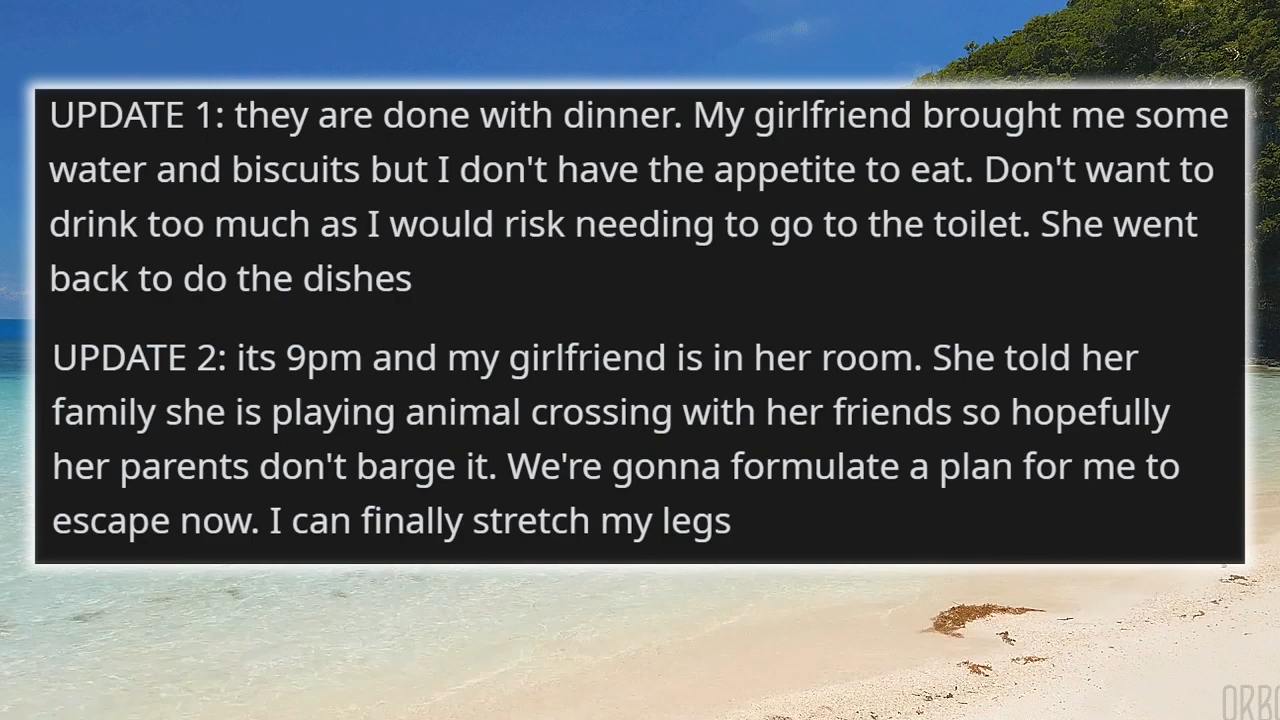 UPDATE 1: they are done with dinner. My girlfriend brought me some
water and biscuits but I don't have the appetite to eat. Don't want to
drink too much as I would risk needing to go to the toilet. She went
back to do the dishes
UPDATE 2: its 9pm and my girlfriend is in her room. She told her
family she is playing animal crossing with her friends so hopefully
her parents don't barge it. We're gonna formulate a plan for me to
escape now. I can finally stretch my legs